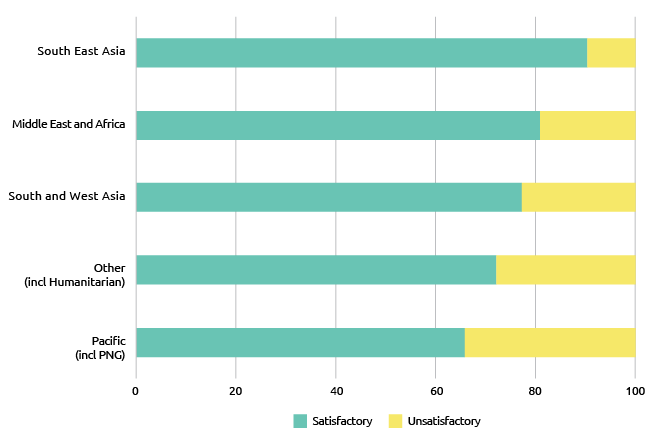 South East Asia
Middle East and Africa
South and West Asia
Other
(incl Humanitarian)
Pacific
(incl PNG)
0 20 40 60 80 100
Satisfactory Unsatisfactory